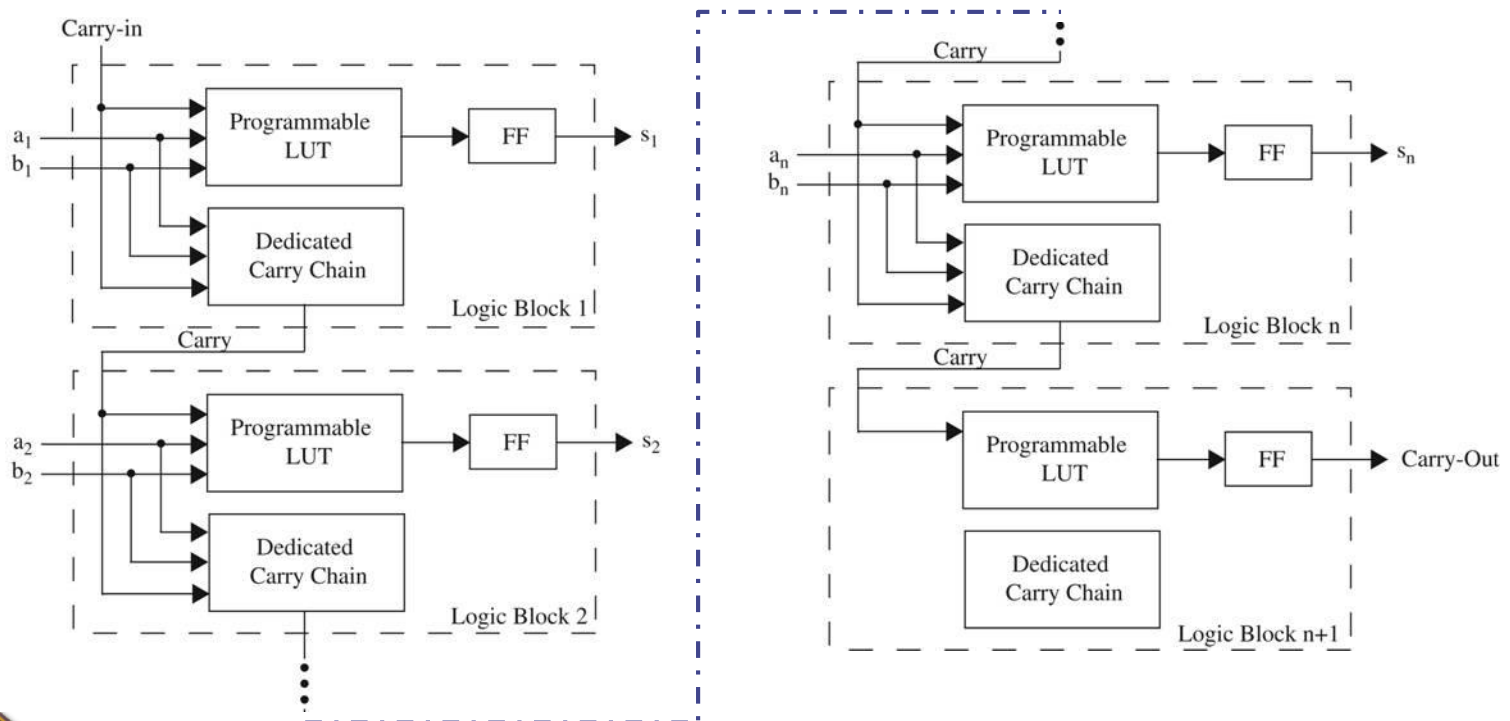 Carry-in
a1
b1
Programmable
LUT
FF
s1
Dedicated
Carry Chain
Logic Block 1
Carry
a2
b2
Programmable
LUT
FF
s2
Dedicated
Carry Chain
Logic Block 2
Carry
an
bn
Programmable
LUT
FF
sn
Dedicated
Carry Chain
Logic Block n
Carry
Programmable
LUT
FF
Carry-Out
Dedicated
Carry Chain
Logic Block n+1